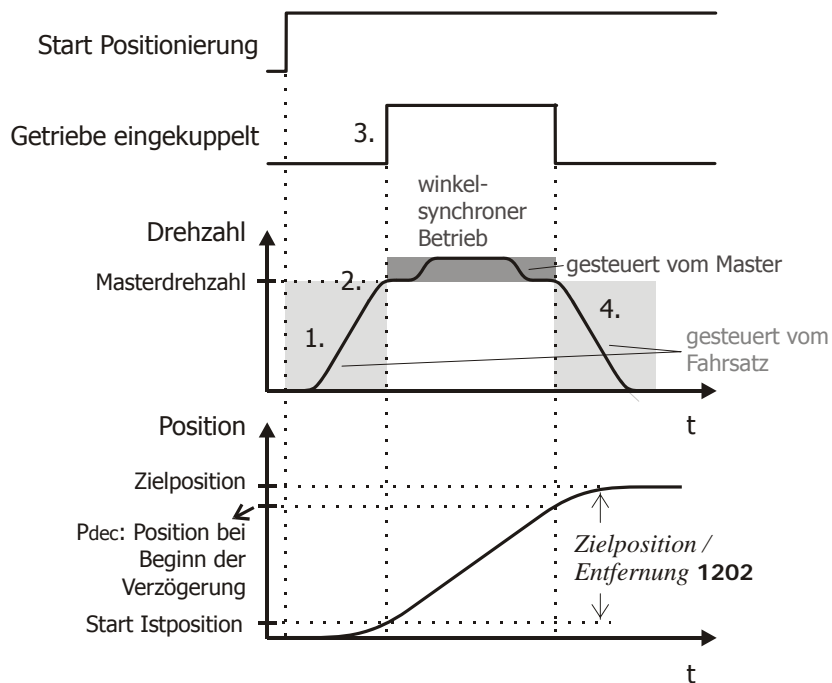 Start Positionierung
Getriebe eingekuppelt
3.
winkel-
synchroner
Betrieb
Drehzahl
Masterdrehzahl
2.
gesteuert vom Master
1.
4.
gesteuert vom
Fahrsatz
t
Position
Zielposition
Pdec: Position bei
Beginn der
Verzögerung
Zielposition /
Entfernung 1202
Start Istposition
t